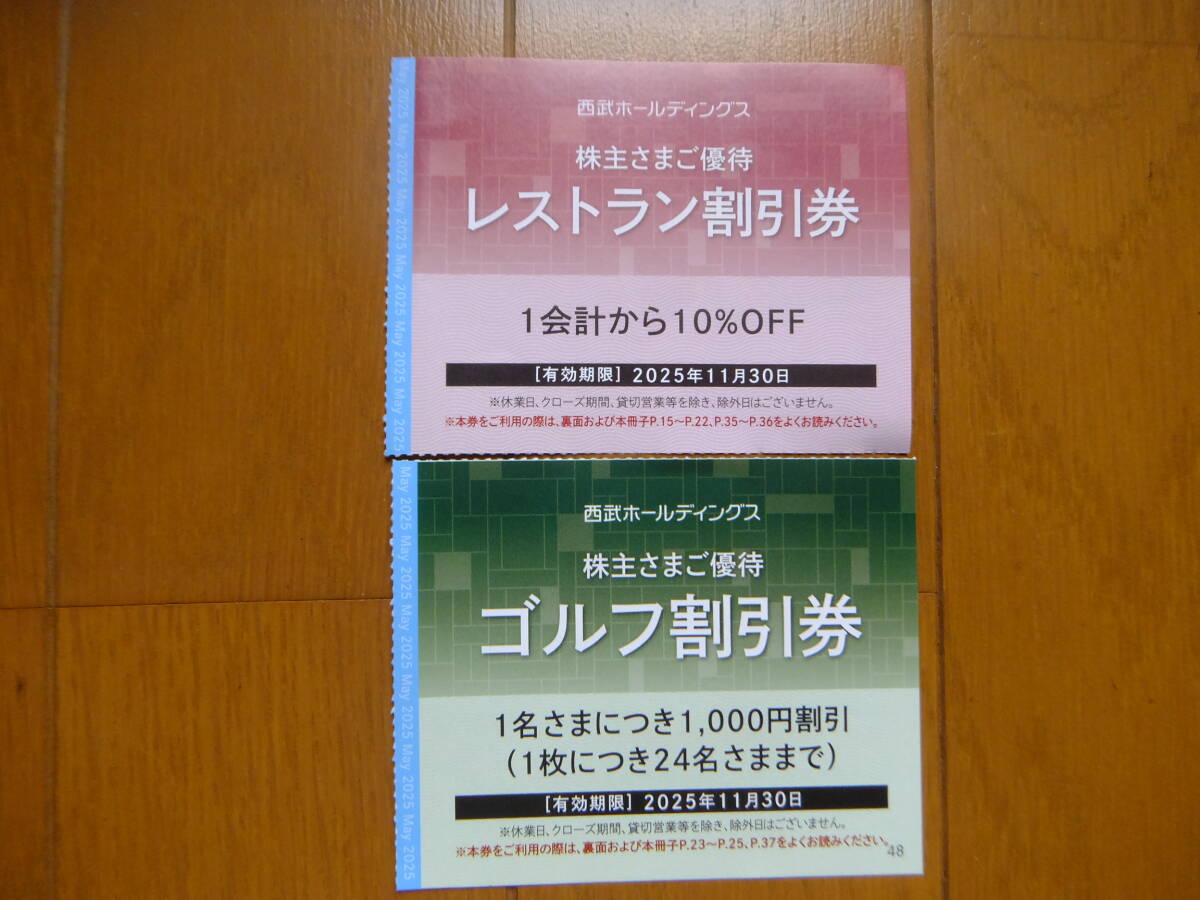 西武ホールディングス
株主さまご優待
レストラン割引券
1会計から10%OFF
[有効期限] 2025年11月30日
※休業日、クローズ期間、貸切営業等を除き、除外日はございません。
※本券をご利用の際は、裏面および本冊子P.15～P.22、P.35～P.36をよくお読みください。
May 2025 May 2025 May 2025 May 2025 May 2025 May 2025
西武ホールディングス
株主さまご優待
ゴルフ割引券
1名さまにつき1,000円割引
(1枚につき24名さままで)
[有効期限] 2025年11月30日
※休業日、クローズ期間、貸切営業等を除き、除外日はございません。
※本券をご利用の際は、裏面および本冊子P.23～P.25、P.37をよくお読みください。
48
May 2025 May 2025 May 2025 May 2025 May 2025 May 2025